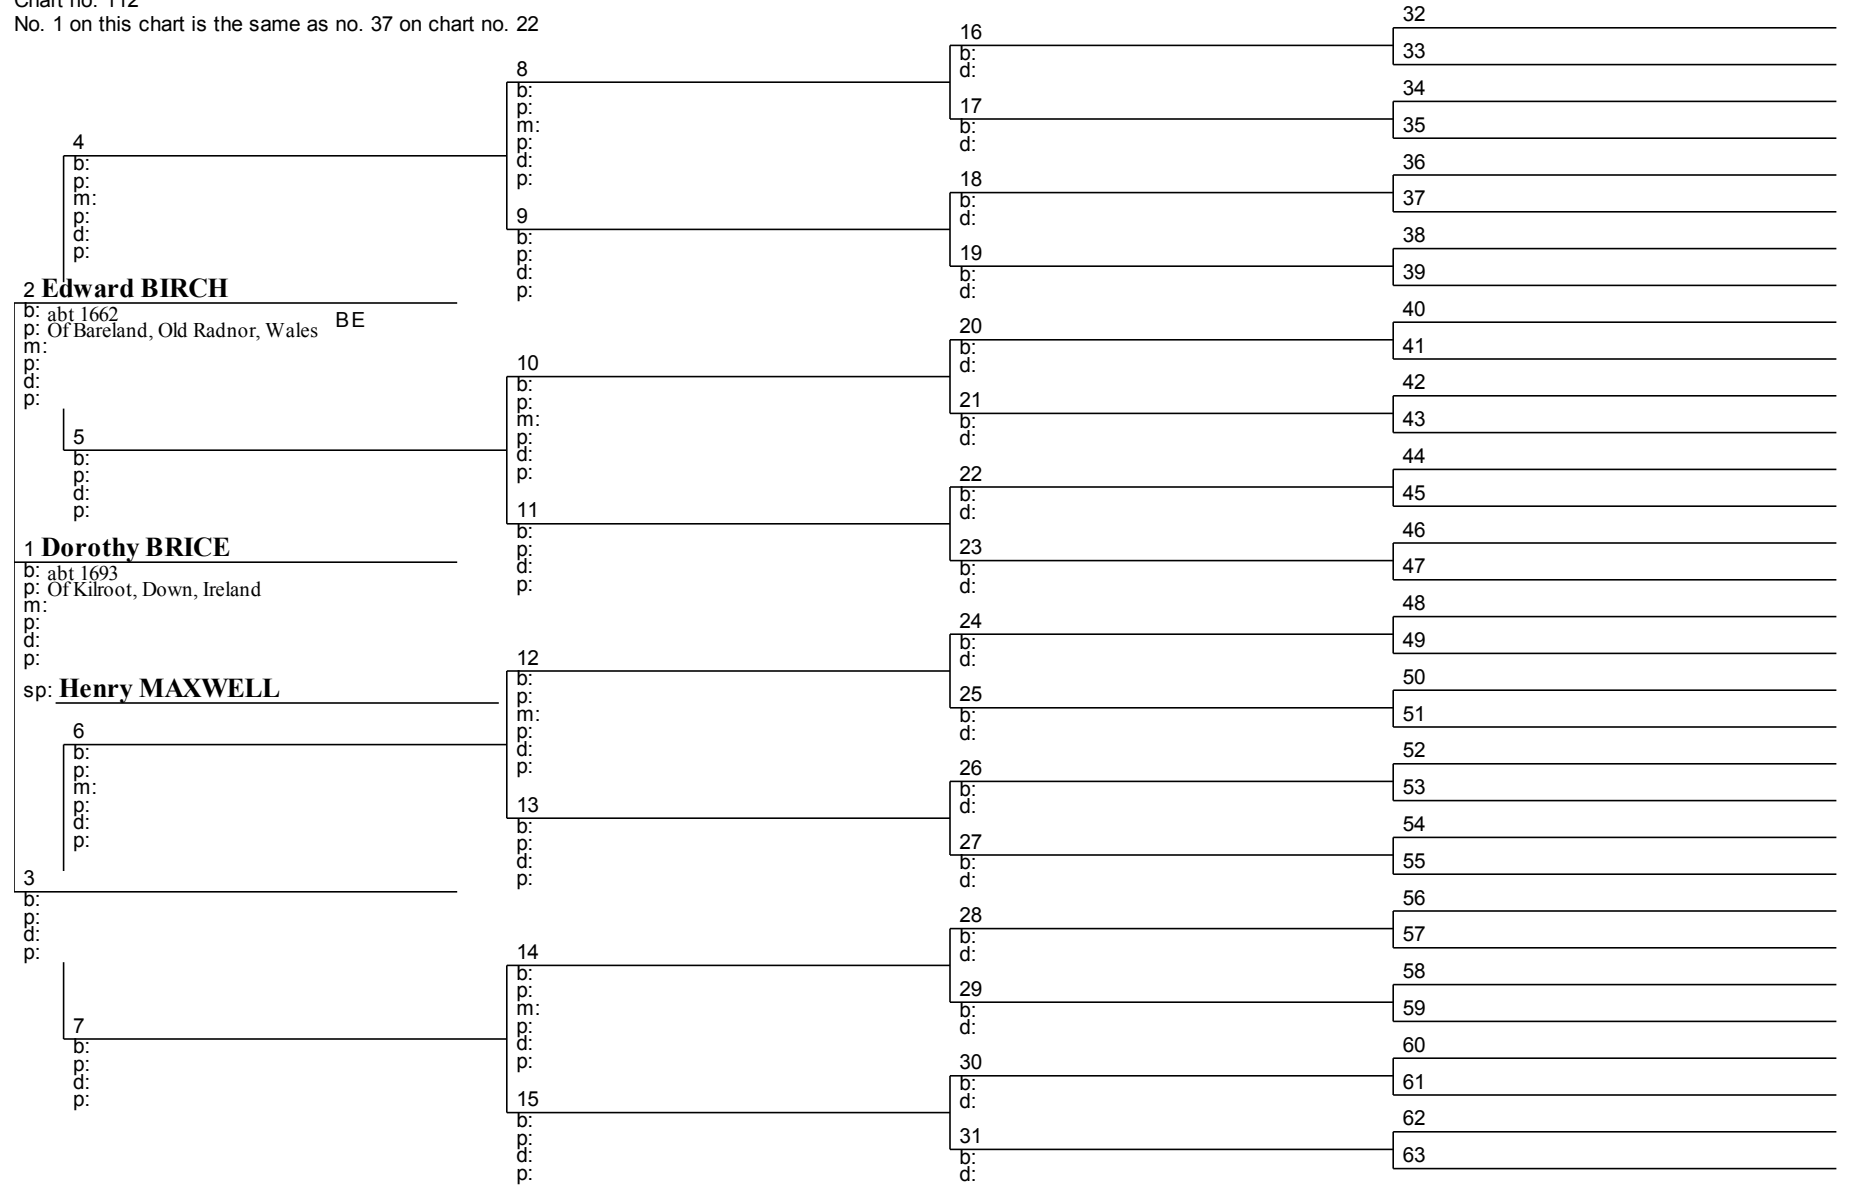 Chart no. 112
No. 1 on this chart is the same as no. 37 on chart no. 22
2 Edward BIRCH
b: abt 1662
p: Of Bareland, Old Radnor, Wales BE
m:
p:
d:
p:
1 Dorothy BRICE
b: abt 1693
p: Of Kilroot, Down, Ireland
m:
p:
d:
p:
sp: Henry MAXWELL
3
b:
p:
d:
p:
4
b:
p:
m:
p:
d:
p:
5
b:
p:
d:
p:
6
b:
p:
m:
p:
d:
p:
7
b:
p:
d:
p:
8
b:
p:
m:
p:
d:
p:
9
b:
p:
d:
p:
10
b:
p:
m:
p:
d:
p:
11
b:
p:
d:
p:
12
b:
p:
m:
p:
d:
p:
13
b:
p:
d:
p:
14
b:
p:
m:
p:
d:
p:
15
b:
p:
d:
p:
16
b:
d:
17
b:
d:
18
b:
d:
19
b:
d:
20
b:
d:
21
b:
d:
22
b:
d:
23
b:
d:
24
b:
d:
25
b:
d:
26
b:
d:
27
b:
d:
28
b:
d:
29
b:
d:
30
b:
d:
31
b:
d:
32
33
34
35
36
37
38
39
40
41
42
43
44
45
46
47
48
49
50
51
52
53
54
55
56
57
58
59
60
61
62
63